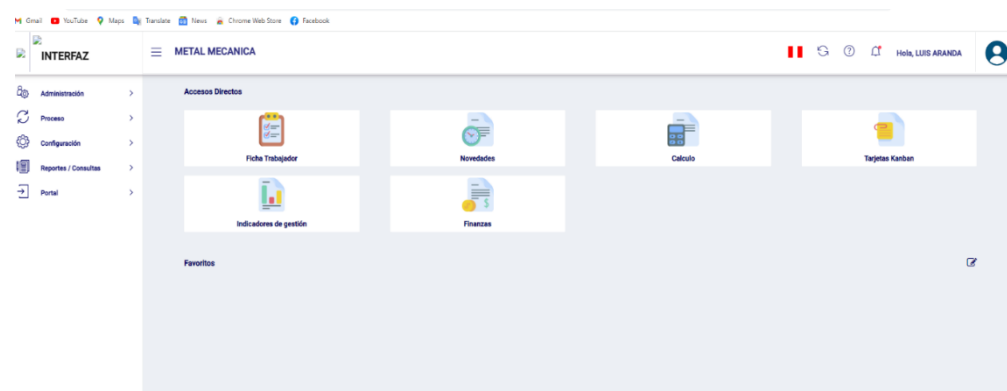 Gmail YouTube Maps Translate News Chrome Web Store Facebook
INTERFAZ
METAL MECANICA
Hola, LUIS ARANDA
Administración
Proceso
Configuración
Reportes / Consultas
Portal
Accesos Directos
Ficha Trabajador
Novedades
Calculo
Tarjetas Kanban
Indicadores de gestión
Finanzas
Favoritos